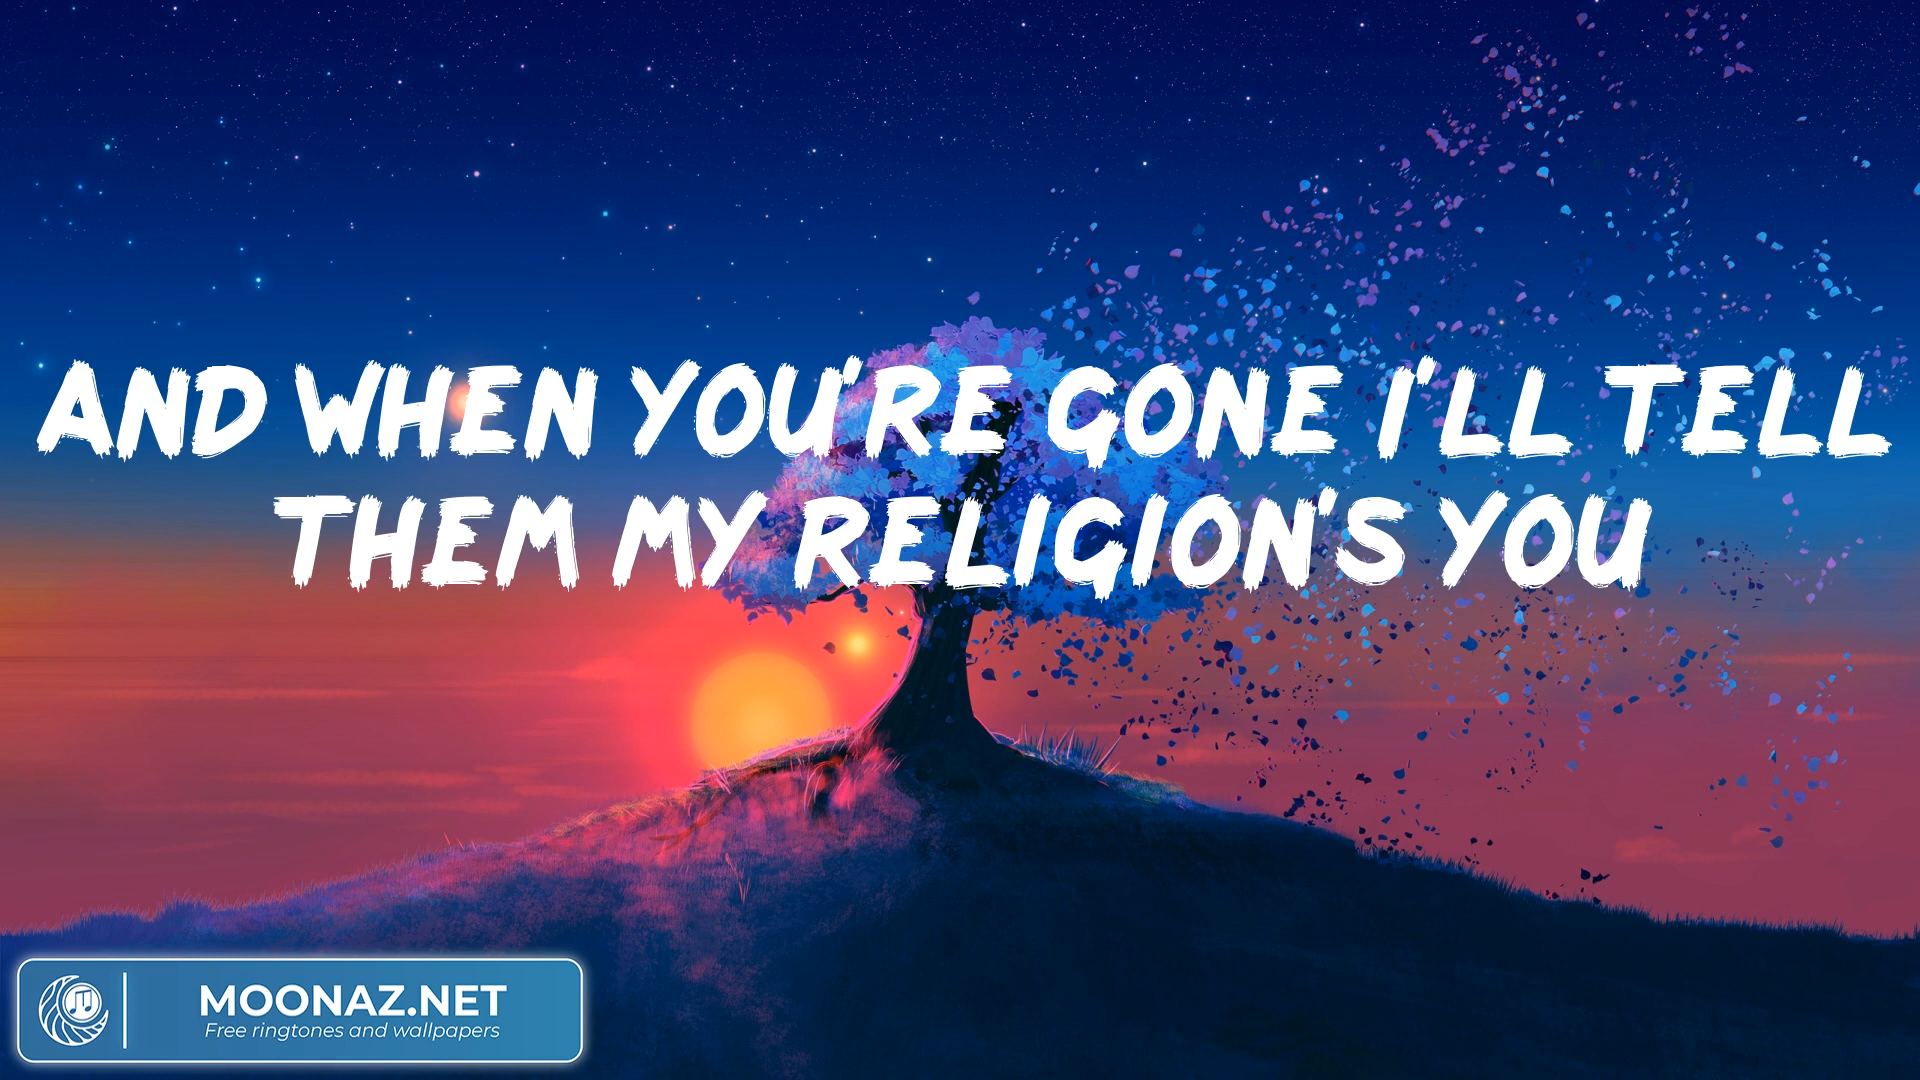 AND WHEN YOU'RE GONE I'LL TELL
THEM MY RELIGION'S YOU
MOONAZ.NET
Free ringtones and wallpapers